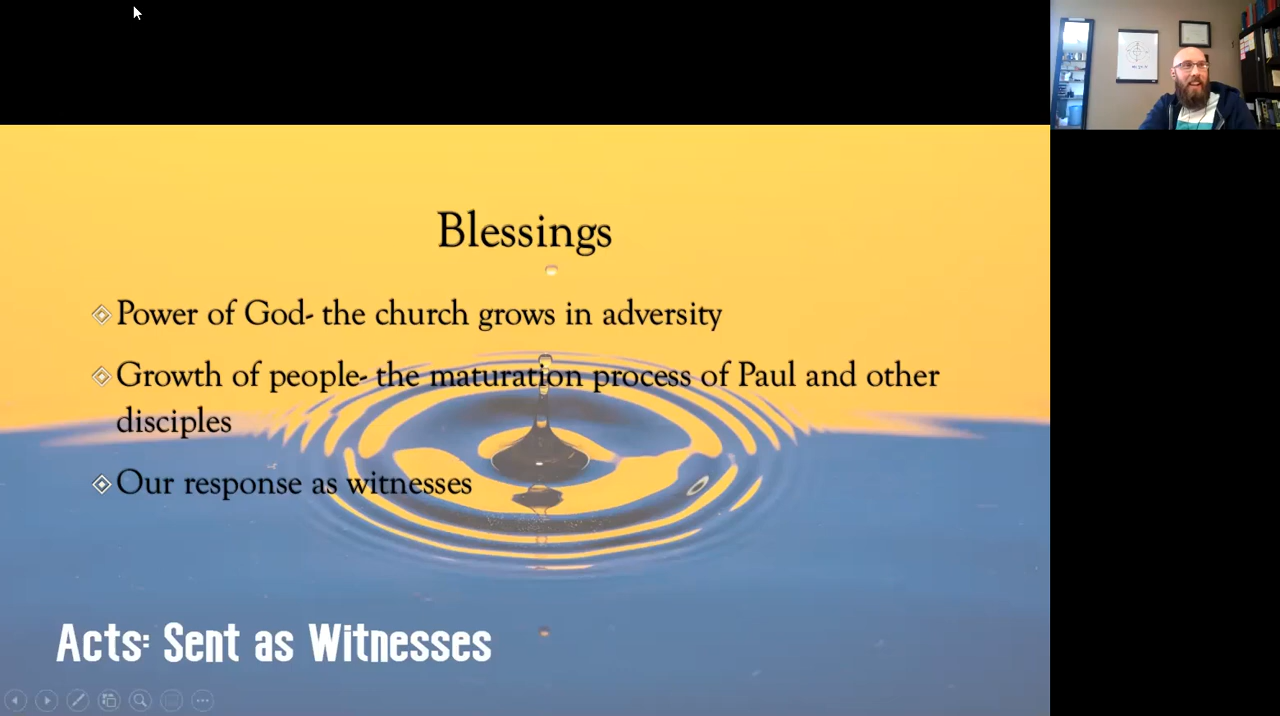 Blessings
Power of God- the church grows in adversity
Growth of people- the maturation process of Paul and other
disciples
Our response as witnesses
Acts: Sent as Witnesses